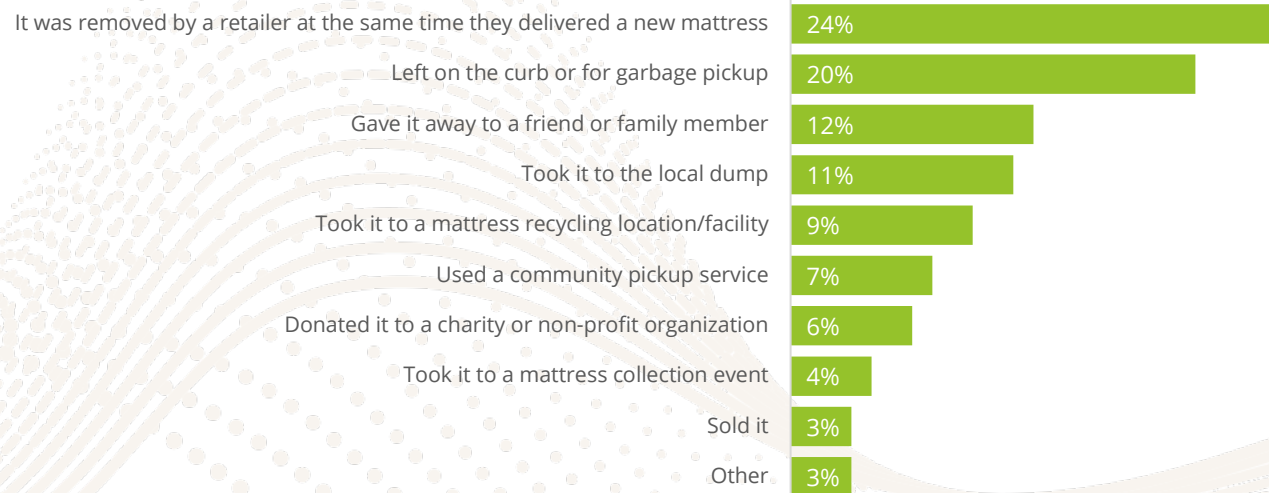 It was removed by a retailer at the same time they delivered a new mattress 24%
Left on the curb or for garbage pickup 20%
Gave it away to a friend or family member 12%
Took it to the local dump 11%
Took it to a mattress recycling location/facility 9%
Used a community pickup service 7%
Donated it to a charity or non-profit organization 6%
Took it to a mattress collection event 4%
Sold it 3%
Other 3%